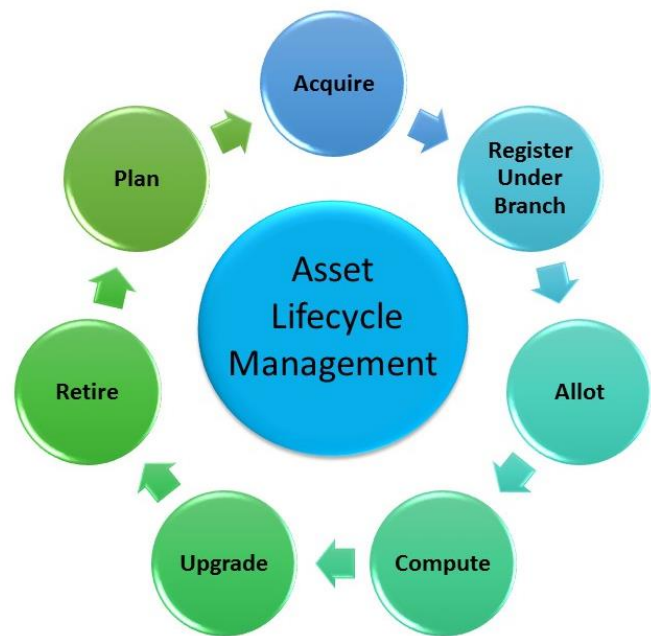 Acquire
Register
Under
Branch
Allot
Compute
Upgrade
Retire
Plan
Asset
Lifecycle
Management